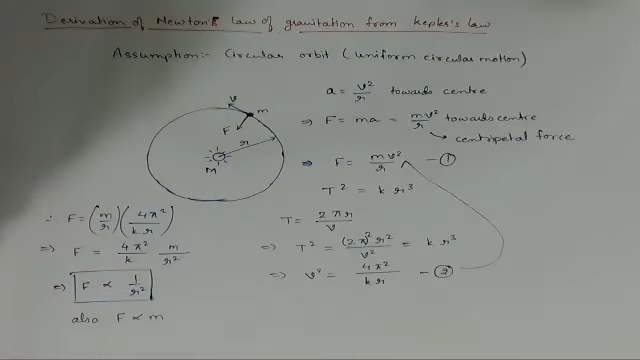 Derivation of Newton's law of gravitation from kepler's law
Assumption:- Circular orbit (uniform circular motion)
a = v²/r towards centre
⇒ F = ma = mv²/r towards centre
centripetal force
⇒ F = mv²/r — ①
T² = k r³
v
m
F
r
M
T = 2πr/v
⇒ T² = (2π)² r²/v² = k r³
⇒ v² = 4π²/kr — ②
∴ F = (m/r) (4π²/kr)
⇒ F = 4π²/k m/r²
⇒ F ∝ 1/r²
also F ∝ m